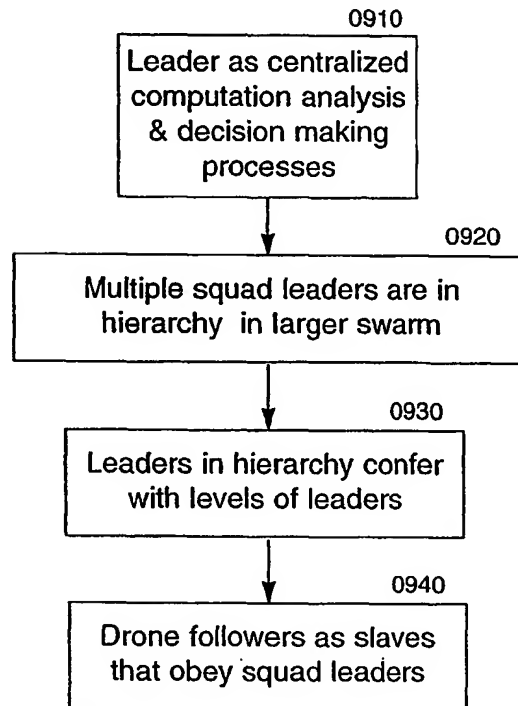 0910
Leader as centralized
computation analysis
& decision making
processes
0920
Multiple squad leaders are in
hierarchy in larger swarm
0930
Leaders in hierarchy confer
with levels of leaders
0940
Drone followers as slaves
that obey squad leaders